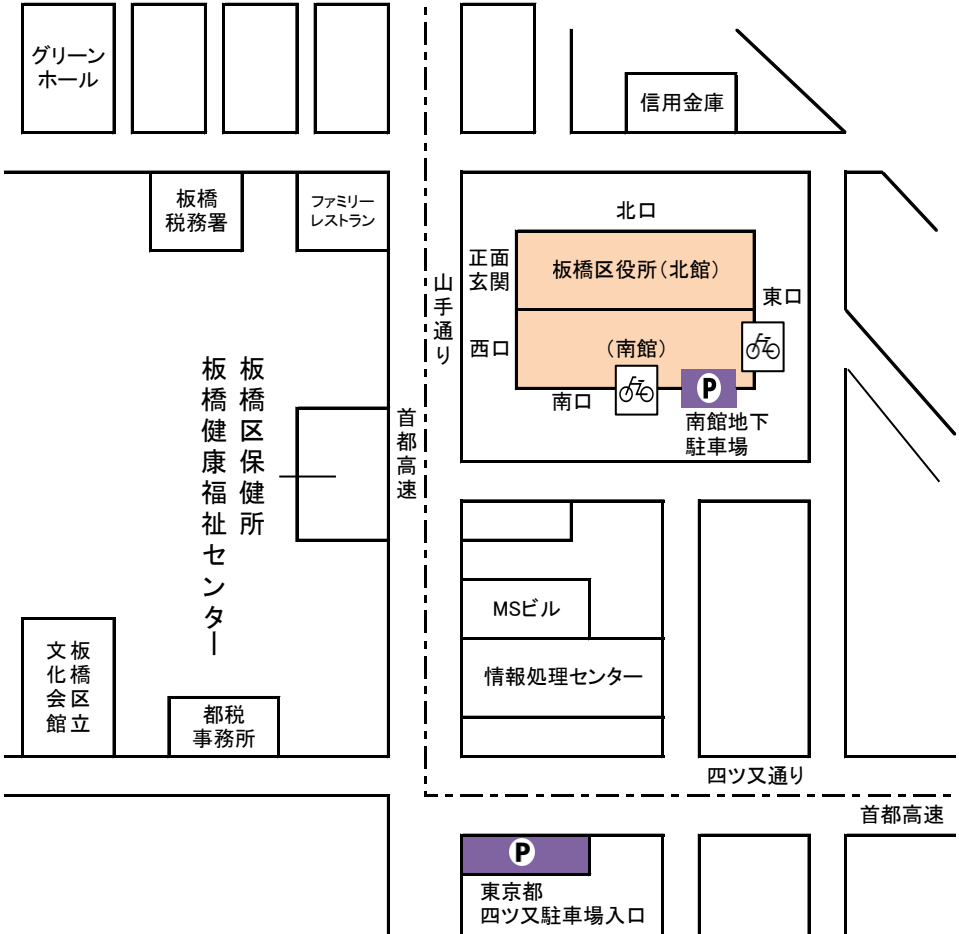 グリーン
ホール
信用金庫
板橋
税務署
ファミリー
レストラン
北口
正面
玄関
板橋区役所（北館）
東口
山手通り
西口
（南館）
南口
P
南館地下
駐車場
板橋区保健所
板橋健康福祉センター
首都高速
MSビル
情報処理センター
板橋区立
文化会館
都税
事務所
四ツ又通り
首都高速
P
東京都
四ツ又駐車場入口